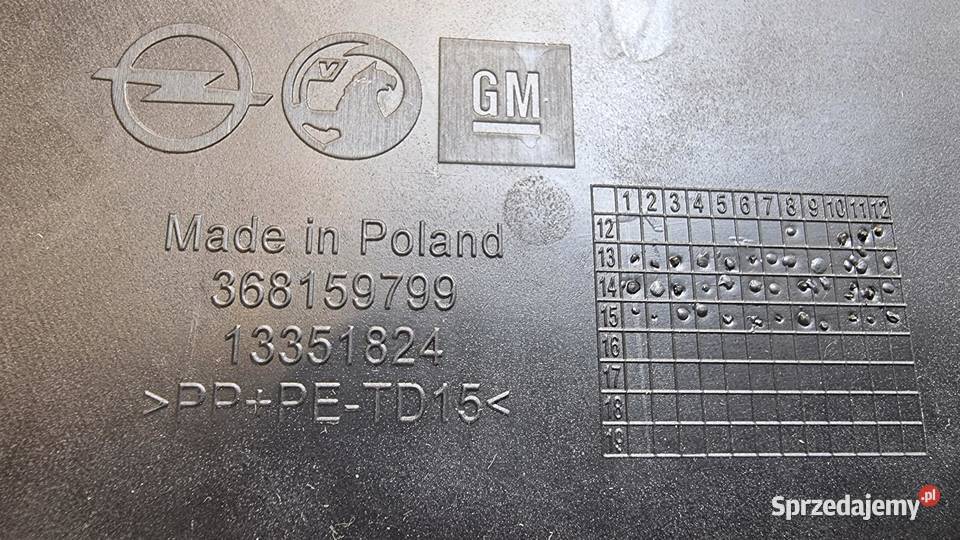 V
GM
Made in Poland
368159799
13351824
>PP+PE-TD15<
1 2 3 4 5 6 7 8 9 10 11 12
12
13
14
15
16
17
18
19
Sprzedajemy.pl